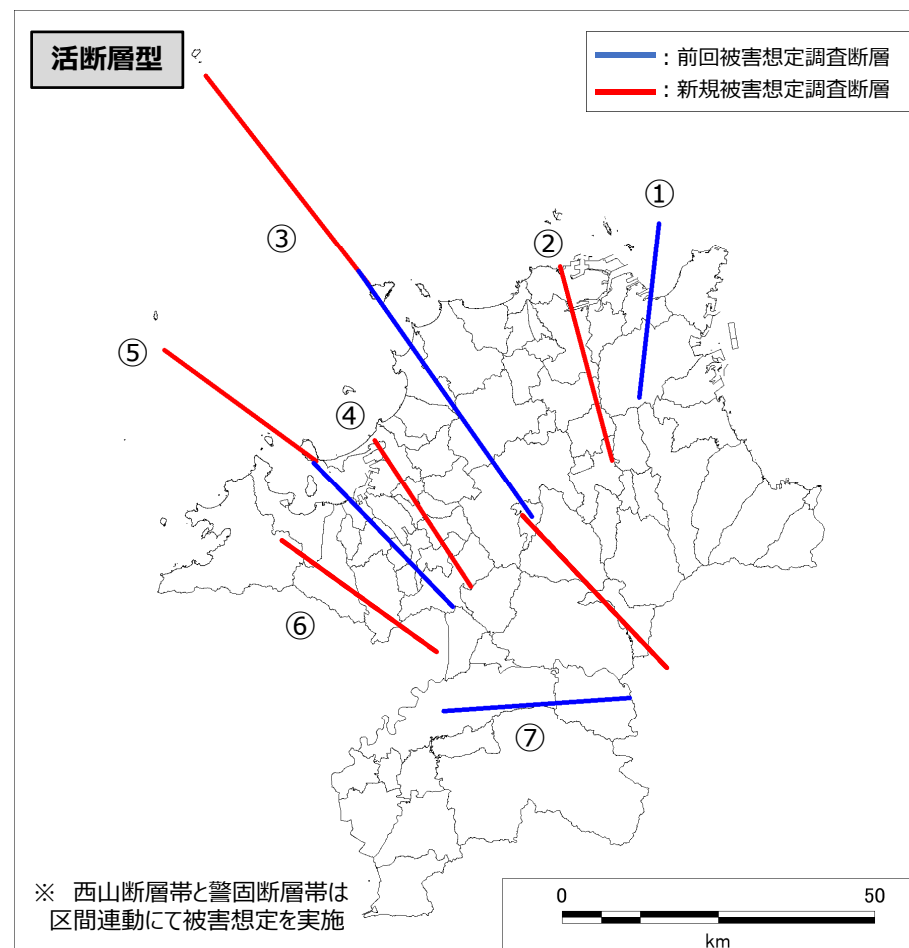 活断層型
：前回被害想定調査断層
：新規被害想定調査断層
①
②
③
⑤
④
⑥
⑦
※ 西山断層帯と警固断層帯は
区間連動にて被害想定を実施
0 50
km